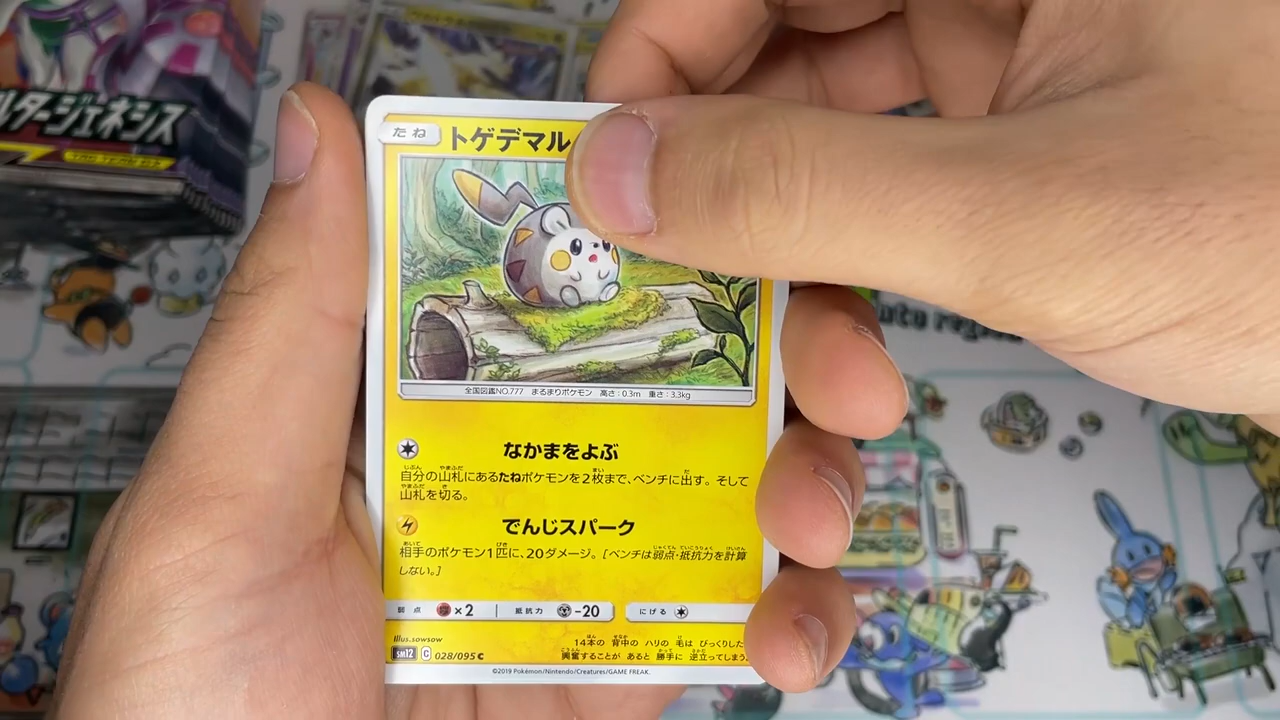 ルタージェネシス
TAG TEAM GX
たね
トゲデマル
全国図鑑NO.777 まるまりポケモン 高さ:0.3m 重さ:3.3kg
なかまをよぶ
自分の山札にあるたねポケモンを2枚まで、ベンチに出す。そして
山札を切る。
でんじスパーク
相手のポケモン1匹に、20ダメージ。[ベンチは弱点・抵抗力を計算
しない。]
弱点 ×2 抵抗力 -20 にげる
Illus.sowsow
14本の 背中の ハリの 毛は びっくりした
興奮することが あると 勝手に 逆立ってしまう
sm12 C 028/095 C
©2019 Pokémon/Nintendo/Creatures/GAME FREAK.